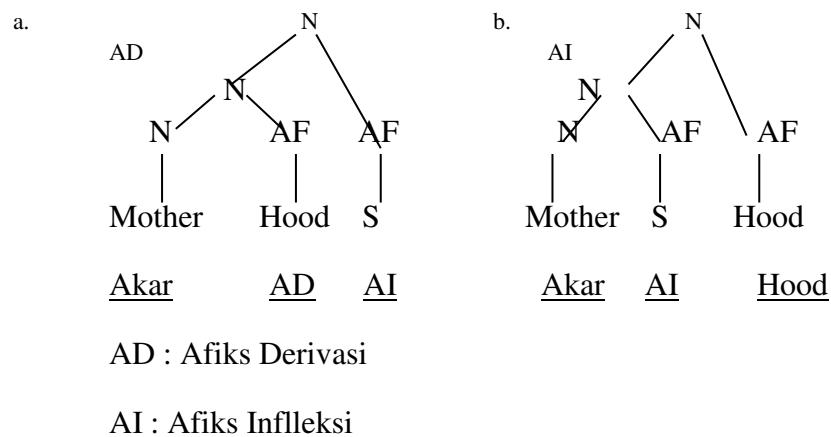 a. N b. N
AD AI
N N
N AF AF N AF AF
Mother Hood S Mother S Hood
Akar AD AI Akar AI Hood
AD : Afiks Derivasi
AI : Afiks Inflleksi